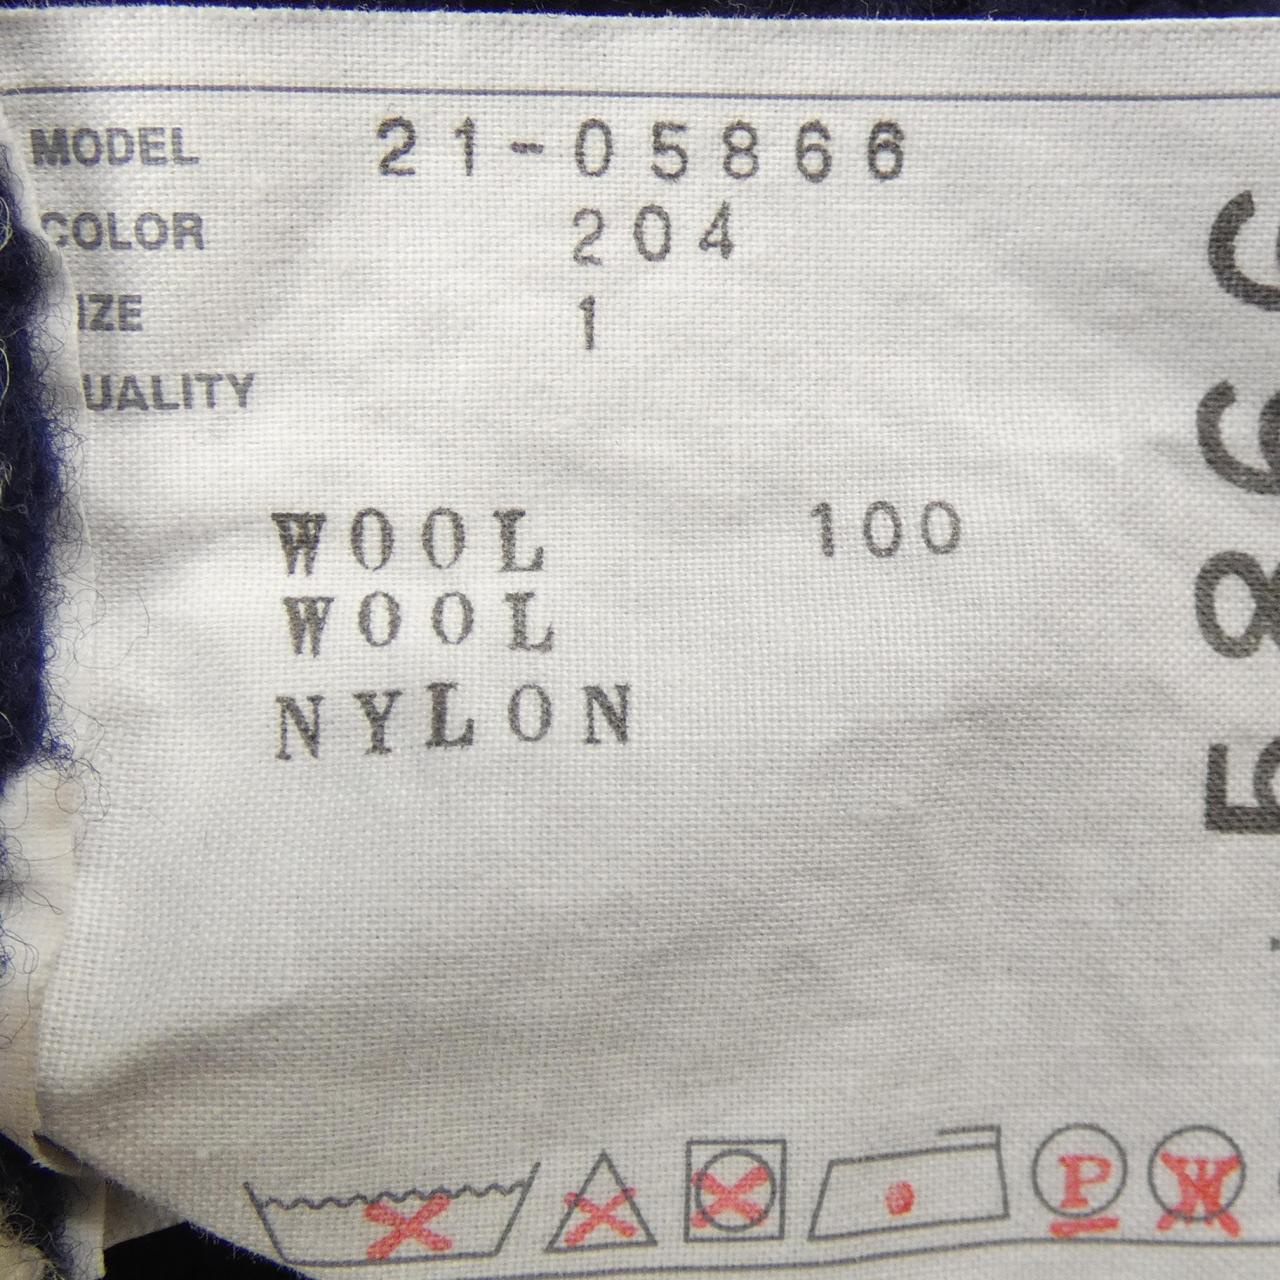 MODEL 21-05866
COLOR 204
IZE 1
UALITY
WOOL 100
WOOL
NYLON
P W